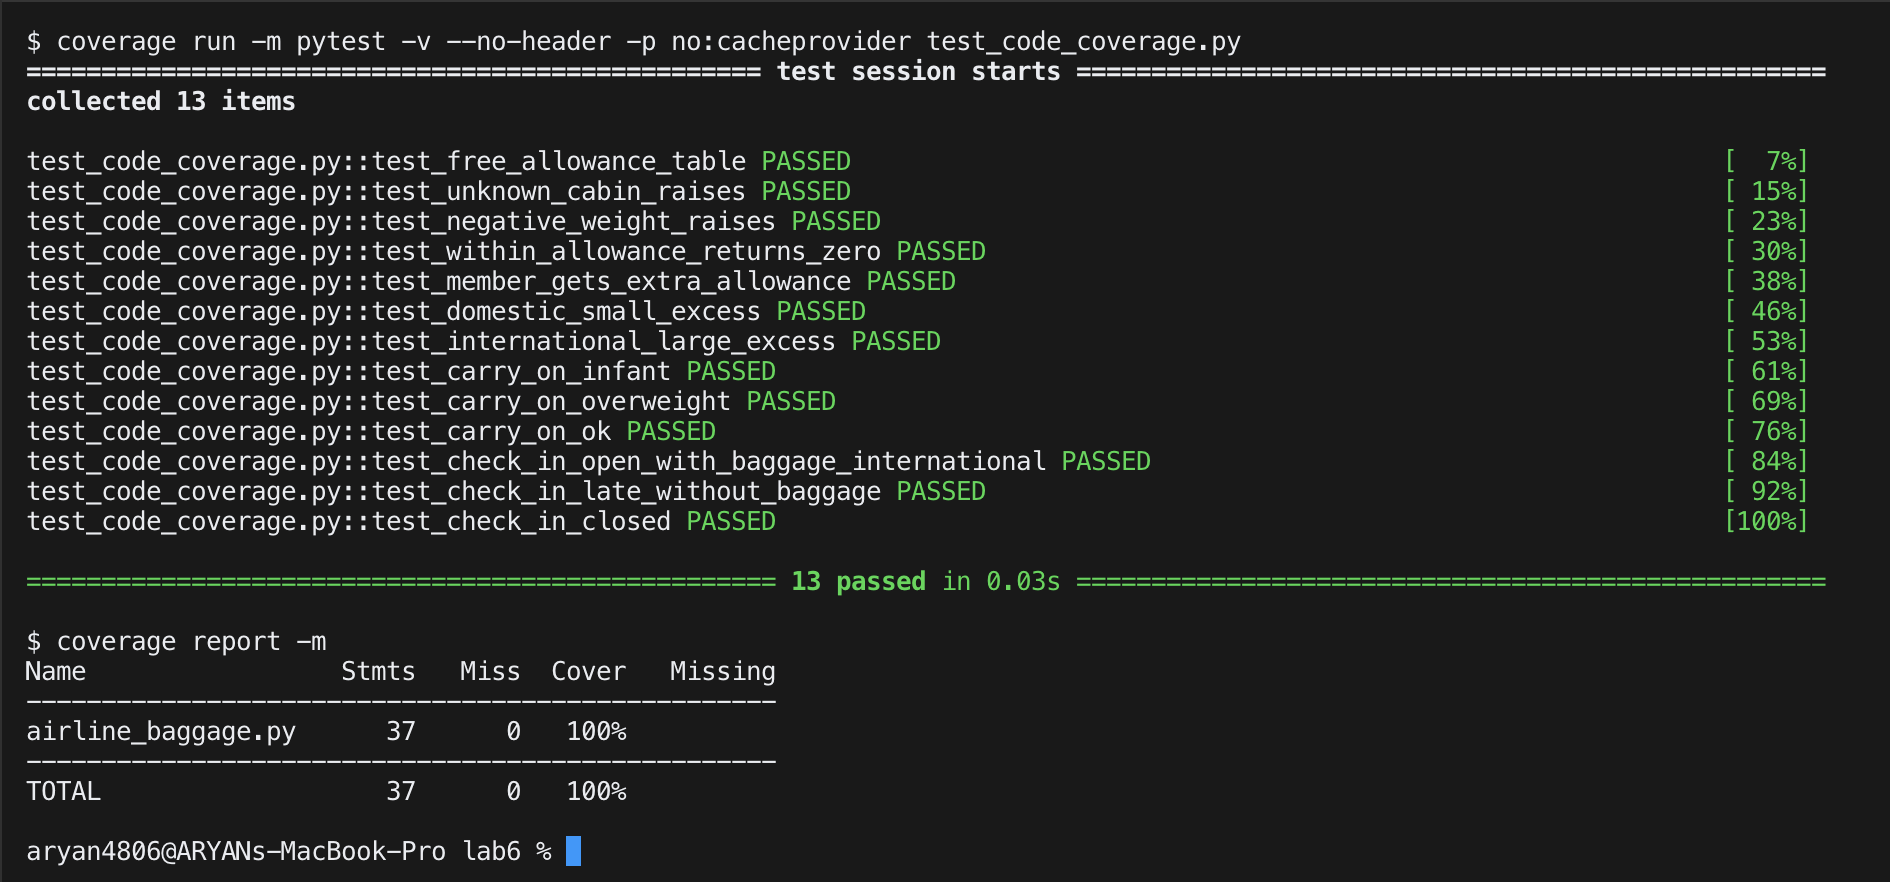 $ coverage run -m pytest -v --no-header -p no:cacheprovider test_code_coverage.py
================================================= test session starts ==================================================
collected 13 items
test_code_coverage.py::test_free_allowance_table PASSED [  7%]
test_code_coverage.py::test_unknown_cabin_raises PASSED [ 15%]
test_code_coverage.py::test_negative_weight_raises PASSED [ 23%]
test_code_coverage.py::test_within_allowance_returns_zero PASSED [ 30%]
test_code_coverage.py::test_member_gets_extra_allowance PASSED [ 38%]
test_code_coverage.py::test_domestic_small_excess PASSED [ 46%]
test_code_coverage.py::test_international_large_excess PASSED [ 53%]
test_code_coverage.py::test_carry_on_infant PASSED [ 61%]
test_code_coverage.py::test_carry_on_overweight PASSED [ 69%]
test_code_coverage.py::test_carry_on_ok PASSED [ 76%]
test_code_coverage.py::test_check_in_open_with_baggage_international PASSED [ 84%]
test_code_coverage.py::test_check_in_late_without_baggage PASSED [ 92%]
test_code_coverage.py::test_check_in_closed PASSED [100%]
================================================== 13 passed in 0.03s ==================================================
$ coverage report -m
Name                 Stmts   Miss  Cover   Missing
--------------------------------------------------
airline_baggage.py      37      0   100%
--------------------------------------------------
TOTAL                   37      0   100%
aryan4806@ARYANs-MacBook-Pro lab6 %